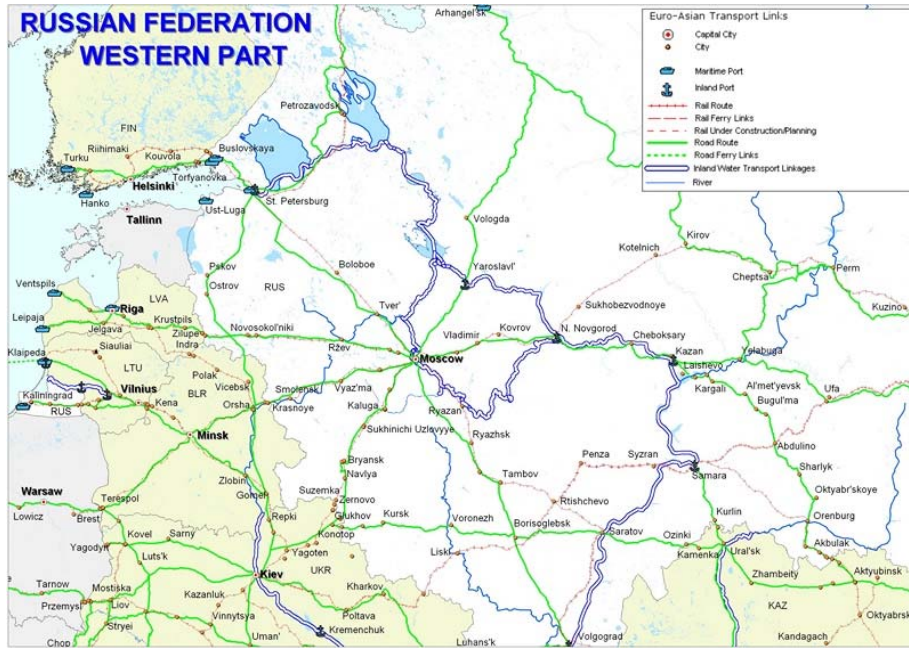 RUSSIAN FEDERATION
WESTERN PART
Euro-Asian Transport Links
Capital City
City
Maritime Port
Inland Port
Rail Route
Rail Ferry Links
Rail Under Construction/Planning
Road Route
Road Ferry Links
Inland Water Transport Linkages
River
Arhangel'sk
Petrozavodsk
FIN
Riihimaki
Kouvola
Buslovskaya
Turku
Helsinki
Torfyanovka
Hanko
Ust-Luga
St. Petersburg
Tallinn
Vologda
Kirov
Kotelnich
Pskov
Boloboe
Yaroslavl'
Cheptsa
Perm
Ostrov
RUS
Ventspils
LVA
Tver'
Sukhobezvodnoye
Kuzino
Riga
Krustpils
Leipaja
Jelgava
Zilupe
Novosokol'niki
Vladimir
Kovrov
N. Novgorod
Cheboksary
Siauliai
Indra
Ržev
Klaipeda
Moscow
Kazan
Yelabuga
LTU
Polak
Laishevo
Vilnius
Vicebsk
Smolensk
Vyaz'ma
Kargali
Al'met'yevsk
Ufa
Kaliningrad
RUS
Kena
BLR
Orsha
Krasnoye
Kaluga
Ryazan
Bugul'ma
Sukhinichi Uzlovyye
Minsk
Ryazhsk
Abdulino
Bryansk
Penza
Syzran
Navlya
Samara
Sharlyk
Zlobin
Suzemka
Tambov
Warsaw
Terespol
Gomel
Zernovo
Rtishchevo
Oktyabr'skoye
Lowicz
Brest
Repki
Glukhov
Kursk
Voronezh
Borisoglebsk
Kurlin
Orenburg
Kovel
Sarny
Konotop
Saratov
Ozinki
Yagodyn
Yagoten
Liski
Kamenka
Ural'sk
Akbulak
Luts'k
UKR
Tarnow
Mostiška
Kiev
Kharkov
Zhambeity
Aktyubinsk
Przemysl
Liov
Kazanluk
Poltava
KAZ
Vinnytsya
Kremenchuk
Oktyabrsk
Stryei
Chop
Uman'
Luhans'k
Volgograd
Kandagach